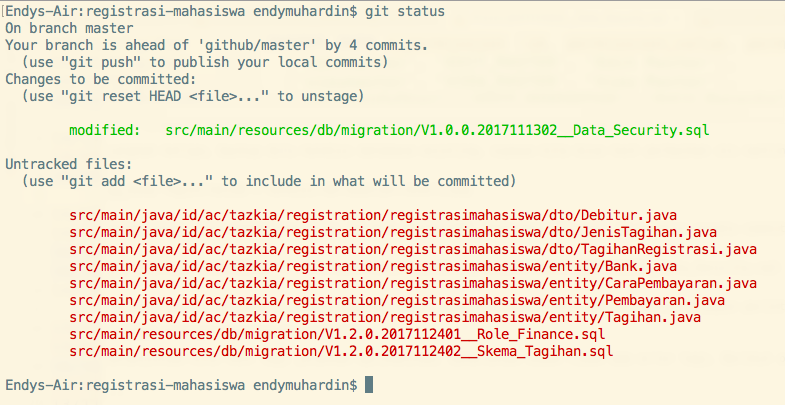 [Endys-Air:registrasi-mahasiswa endymuhardin$ git status
On branch master
Your branch is ahead of 'github/master' by 4 commits.
  (use "git push" to publish your local commits)
Changes to be committed:
  (use "git reset HEAD <file>..." to unstage)

        modified:   src/main/resources/db/migration/V1.0.0.2017111302__Data_Security.sql

Untracked files:
  (use "git add <file>..." to include in what will be committed)

        src/main/java/id/ac/tazkia/registration/registrasimahasiswa/dto/Debitur.java
        src/main/java/id/ac/tazkia/registration/registrasimahasiswa/dto/JenisTagihan.java
        src/main/java/id/ac/tazkia/registration/registrasimahasiswa/dto/TagihanRegistrasi.java
        src/main/java/id/ac/tazkia/registration/registrasimahasiswa/entity/Bank.java
        src/main/java/id/ac/tazkia/registration/registrasimahasiswa/entity/CaraPembayaran.java
        src/main/java/id/ac/tazkia/registration/registrasimahasiswa/entity/Pembayaran.java
        src/main/java/id/ac/tazkia/registration/registrasimahasiswa/entity/Tagihan.java
        src/main/resources/db/migration/V1.2.0.2017112401__Role_Finance.sql
        src/main/resources/db/migration/V1.2.0.2017112402__Skema_Tagihan.sql

Endys-Air:registrasi-mahasiswa endymuhardin$